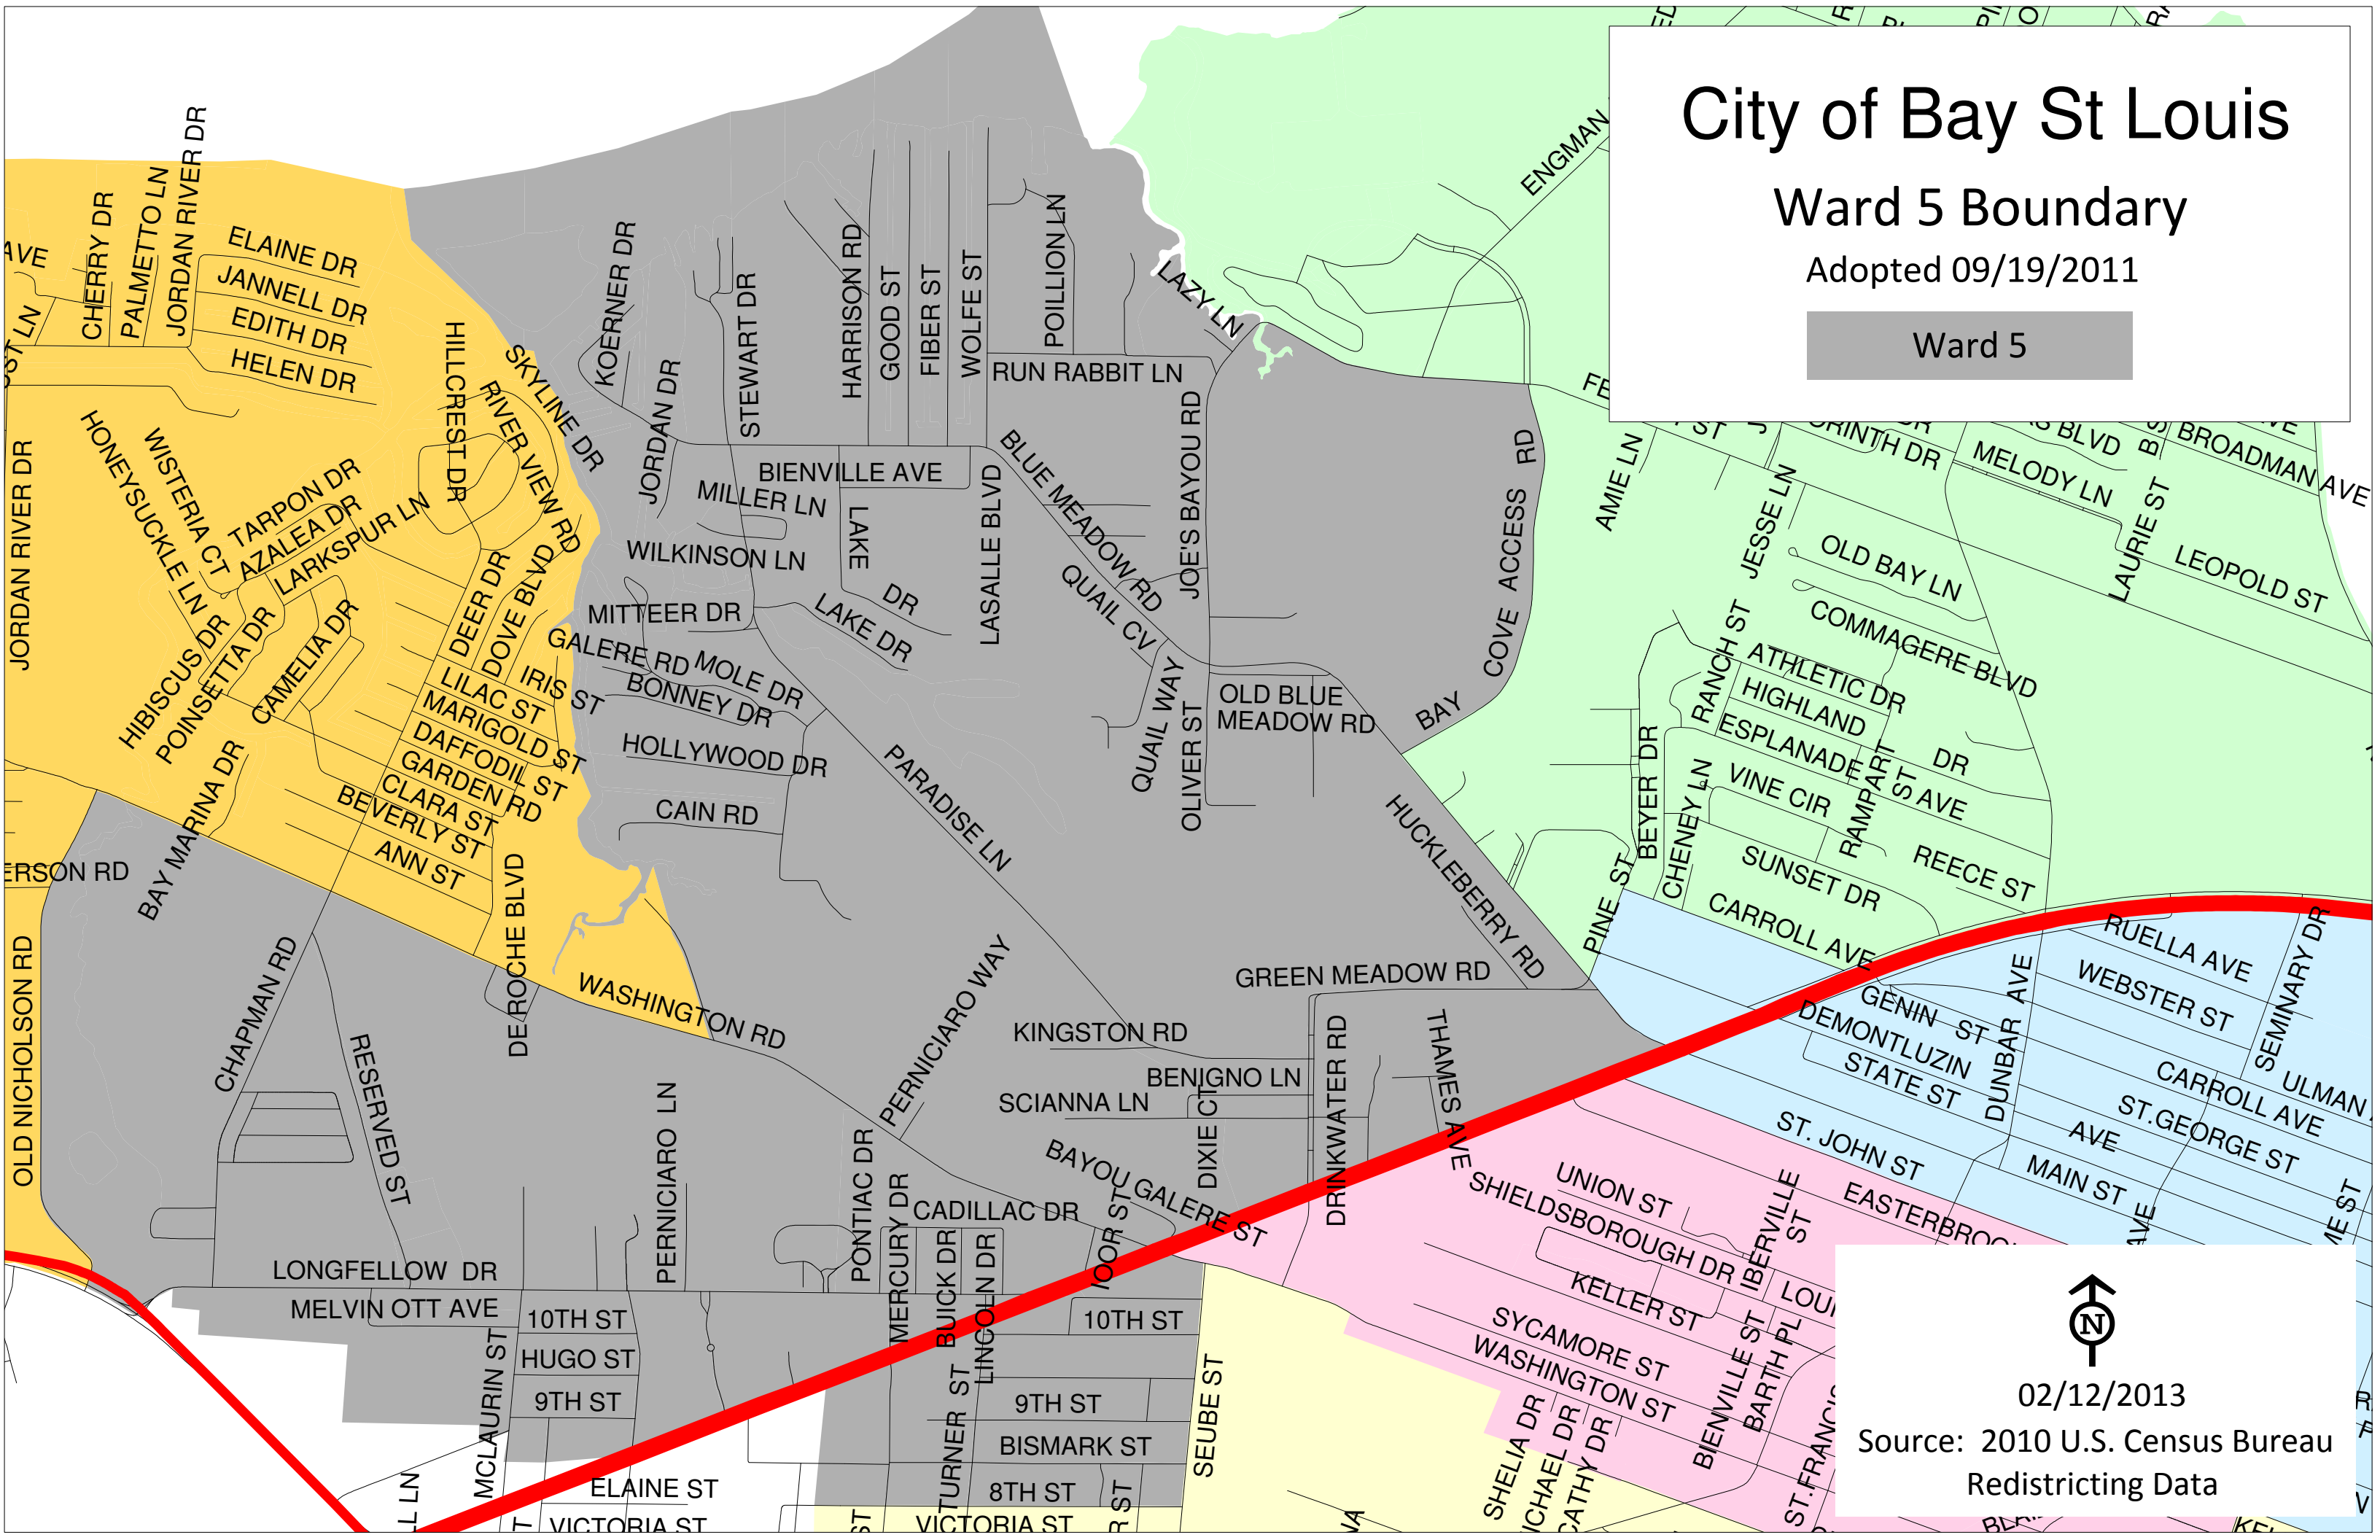 City of Bay St Louis
Ward 5 Boundary
Adopted 09/19/2011
Ward 5
ENGMAN
AVE
CHERRY DR
PALMETTO LN
JORDAN RIVER DR
ELAINE DR
JANNELL DR
EDITH DR
HELEN DR
HILLCREST DR
SKYLINE DR
RIVER VIEW RD
KOERNER DR
JORDAN DR
STEWART DR
HARRISON RD
GOOD ST
FIBER ST
WOLFE ST
POILLION LN
LAZY LN
RUN RABBIT LN
JORDAN RIVER DR
HONEYSUCKLE LN
WISTERIA CT
TARPON DR
AZALEA DR
LARKSPUR LN
HIBISCUS DR
POINSETTA DR
CAMELIA DR
DEER DR
DOVE BLVD
LILAC ST
IRIS ST
MARIGOLD ST
DAFFODIL ST
GARDEN RD
CLARA ST
BEVERLY ST
ANN ST
BAY MARINA DR
DE ROCHE BLVD
BIENVILLE AVE
MILLER LN
LAKE
DR
WILKINSON LN
MITTEER DR
LAKE DR
LASALLE BLVD
BLUE MEADOW RD
JOE'S BAYOU RD
QUAIL CV
QUAIL WAY
OLIVER ST
OLD BLUE
MEADOW RD
BAY COVE ACCESS RD
GALERE RD
MOLE DR
BONNEY DR
HOLLYWOOD DR
CAIN RD
PARADISE LN
HUCKLEBERRY RD
AMIE LN
ST
JESSE LN
MELODY LN
BROADMAN AVE
LAURIE ST
LEOPOLD ST
OLD BAY LN
COMMAGERE BLVD
RANCH ST
ATHLETIC DR
HIGHLAND
DR
ESPLANADE
AVE
RAMPART
ST
VINE CIR
BEYER DR
CHENEY LN
SUNSET DR
REECE ST
CARROLL AVE
PINE ST
ERSON RD
OLD NICHOLSON RD
CHAPMAN RD
RESERVED ST
WASHINGTON RD
PERNICIARO WAY
PERNICIARO LN
GREEN MEADOW RD
KINGSTON RD
BENIGNO LN
SCIANNA LN
DIXIE CT
DRINKWATER RD
THAMES AVE
BAYOU GALERE ST
CADILLAC DR
IOOR ST
PONTIAC DR
MERCURY DR
BUICK DR
LINCOLN DR
LONGFELLOW DR
MELVIN OTT AVE
MCLAURIN ST
10TH ST
HUGO ST
9TH ST
ELAINE ST
VICTORIA ST
TURNER ST
10TH ST
9TH ST
BISMARK ST
8TH ST
VICTORIA ST
SEUBE ST
RUELLA AVE
WEBSTER ST
SEMINARY DR
GENIN ST
DEMONTLUZIN
AVE
STATE ST
DUNBAR AVE
CARROLL AVE
ULMAN
ST.GEORGE ST
MAIN ST
ST. JOHN ST
EASTERBROO
UNION ST
SHIELDSBOROUGH DR
IBERVILLE
ST
KELLER ST
SYCAMORE ST
WASHINGTON ST
BIENVILLE ST
BARTH PL
ST.FRANCIS
SHELIA DR
ICHAEL DR
CATHY DR
AVE
N
02/12/2013
Source: 2010 U.S. Census Bureau
Redistricting Data